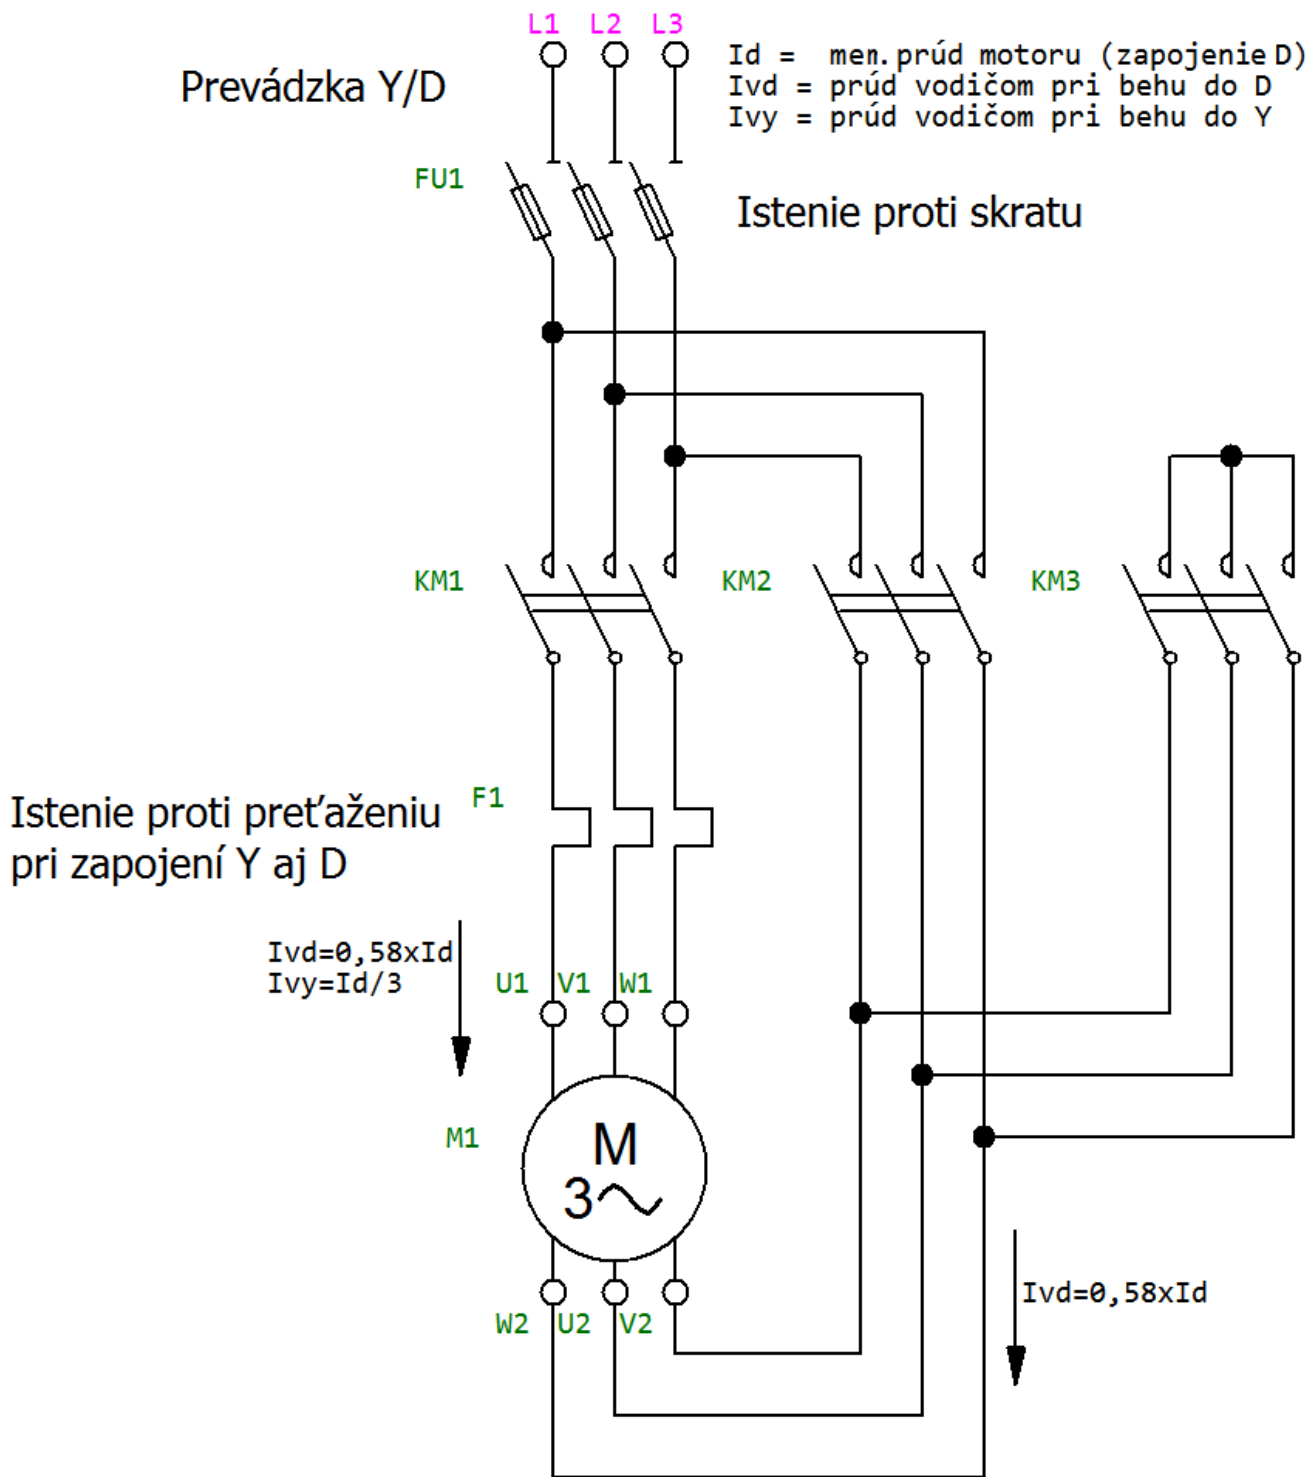 L1 L2 L3
Prevádzka Y/D
Id = men.prúd motoru (zapojenie D)
Ivd = prúd vodičom pri behu do D
Ivy = prúd vodičom pri behu do Y
FU1
Istenie proti skratu
KM1 KM2 KM3
F1
Istenie proti preťaženiu
pri zapojení Y aj D
Ivd=0,58xId
Ivy=Id/3
U1 V1 W1
M1
M
3
W2 U2 V2
Ivd=0,58xId